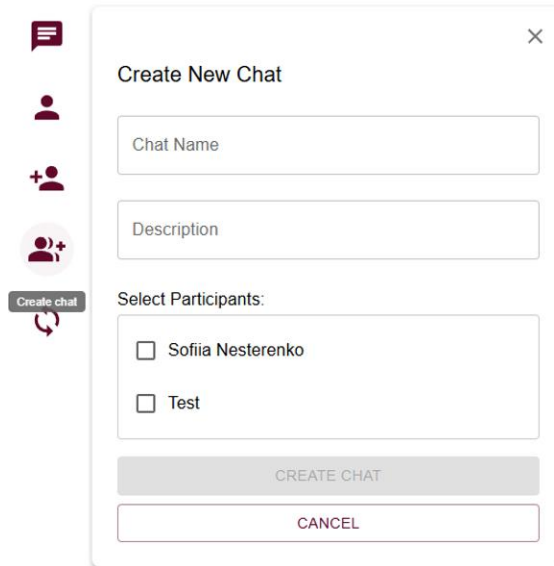 Create New Chat
Chat Name
Description
Create chat
Select Participants:
Sofiia Nesterenko
Test
CREATE CHAT
CANCEL